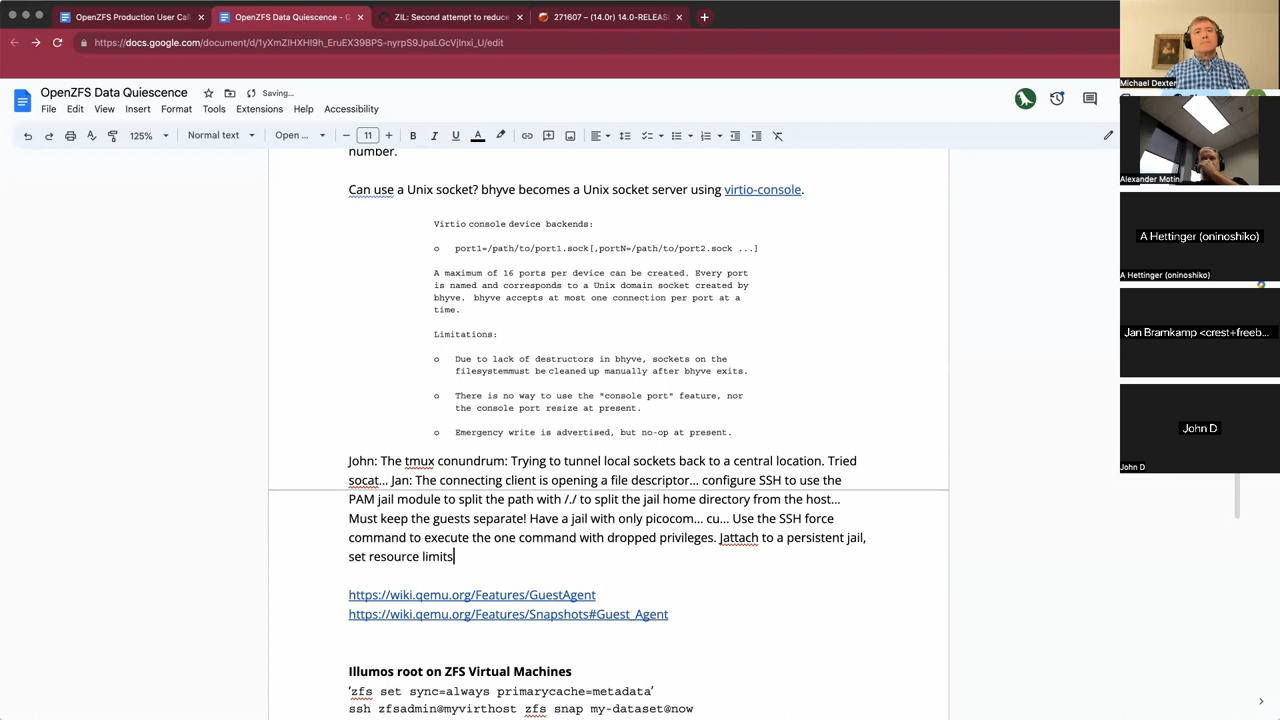 OpenZFS Production User Cal
OpenZFS Data Quiescence - G
ZIL: Second attempt to reduce
271607 – (14.0r) 14.0-RELEAS
https://docs.google.com/document/d/1yXmZIHXHI9h_EruEX39BPS-nyrpS9JpaLGcVjlnxi_U/edit
OpenZFS Data Quiescence
Saving...
File Edit View Insert Format Tools Extensions Help Accessibility
125% Normal text Open ... 11 B I U A
number.
Can use a Unix socket? bhyve becomes a Unix socket server using virtio-console.
Virtio console device backends:
o port1=/path/to/port1.sock[,portN=/path/to/port2.sock ...]
A maximum of 16 ports per device can be created. Every port
is named and corresponds to a Unix domain socket created by
bhyve. bhyve accepts at most one connection per port at a
time.
Limitations:
o Due to lack of destructors in bhyve, sockets on the
filesystemmust be cleaned up manually after bhyve exits.
o There is no way to use the "console port" feature, nor
the console port resize at present.
o Emergency write is advertised, but no-op at present.
John: The tmux conundrum: Trying to tunnel local sockets back to a central location. Tried
socat... Jan: The connecting client is opening a file descriptor... configure SSH to use the
PAM jail module to split the path with /./ to split the jail home directory from the host...
Must keep the guests separate! Have a jail with only picocom... cu... Use the SSH force
command to execute the one command with dropped privileges. Jattach to a persistent jail,
set resource limits
https://wiki.qemu.org/Features/GuestAgent
https://wiki.qemu.org/Features/Snapshots#Guest_Agent
Illumos root on ZFS Virtual Machines
'zfs set sync=always primarycache=metadata'
ssh zfsadmin@myvirthost zfs snap my-dataset@now
Michael Dexter
Alexander Motin
A Hettinger (oninoshiko)
A Hettinger (oninoshiko)
Jan Bramkamp <crest+freeb...
John D
John D